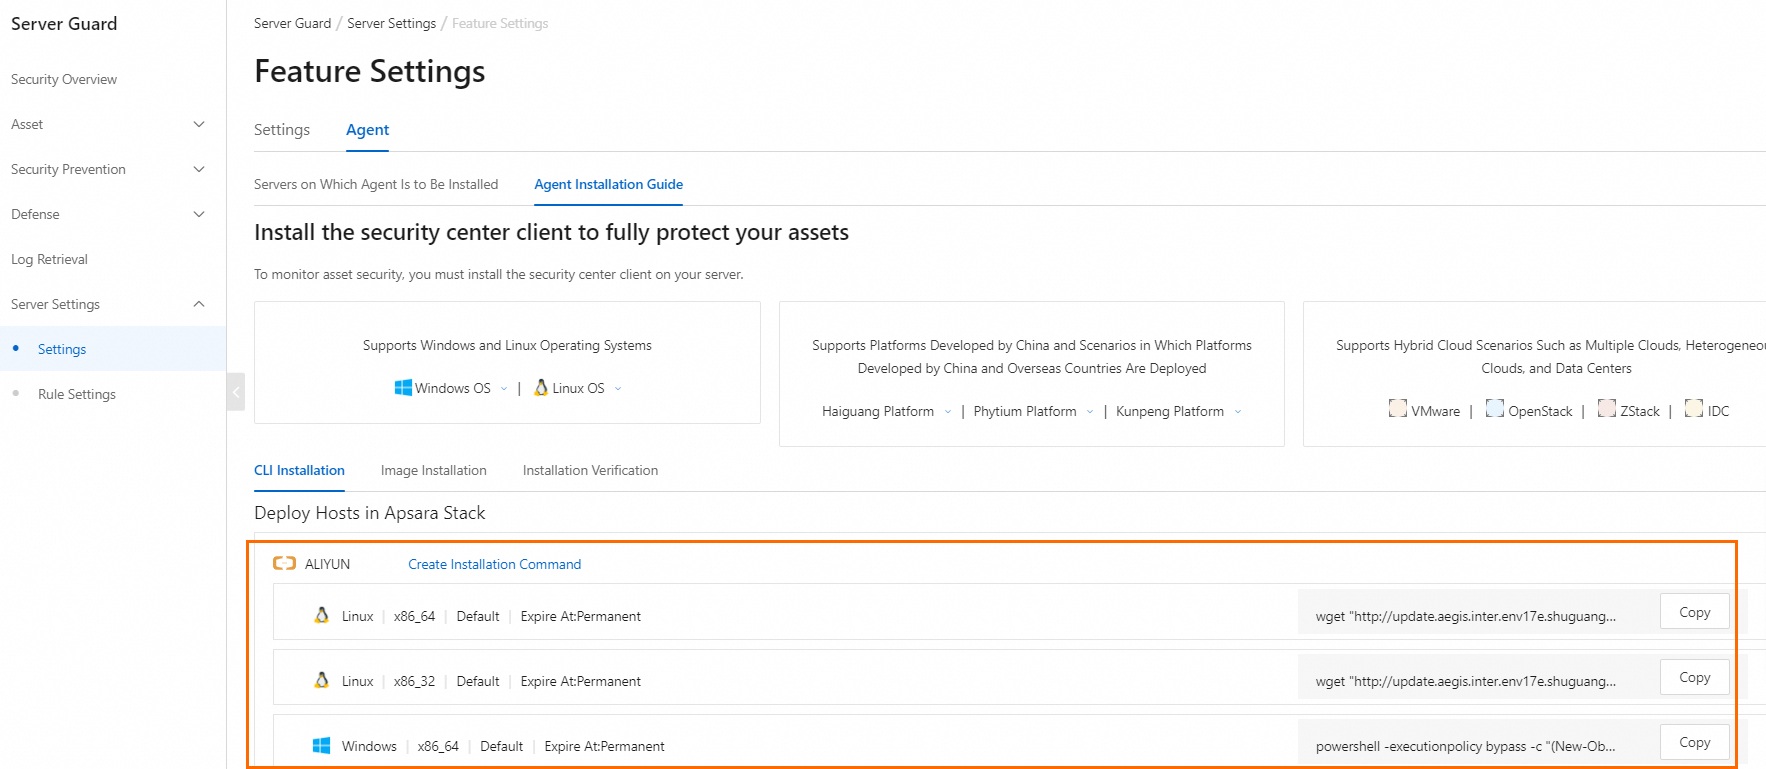 Server Guard
Security Overview
Asset
Security Prevention
Defense
Log Retrieval
Server Settings
Settings
Rule Settings
Server Guard / Server Settings / Feature Settings
Feature Settings
Settings Agent
Servers on Which Agent Is to Be Installed Agent Installation Guide
Install the security center client to fully protect your assets
To monitor asset security, you must install the security center client on your server.
Supports Windows and Linux Operating Systems
Windows OS | Linux OS
Supports Platforms Developed by China and Scenarios in Which Platforms
Developed by China and Overseas Countries Are Deployed
Haiguang Platform | Phytium Platform | Kunpeng Platform
Supports Hybrid Cloud Scenarios Such as Multiple Clouds, Heterogeneou
Clouds, and Data Centers
VMware | OpenStack | ZStack | IDC
CLI Installation Image Installation Installation Verification
Deploy Hosts in Apsara Stack
ALIYUN Create Installation Command
Linux | x86_64 | Default | Expire At:Permanent wget "http://update.aegis.inter.env17e.shuguang... Copy
Linux | x86_32 | Default | Expire At:Permanent wget "http://update.aegis.inter.env17e.shuguang... Copy
Windows | x86_64 | Default | Expire At:Permanent powershell -executionpolicy bypass -c "(New-Ob... Copy